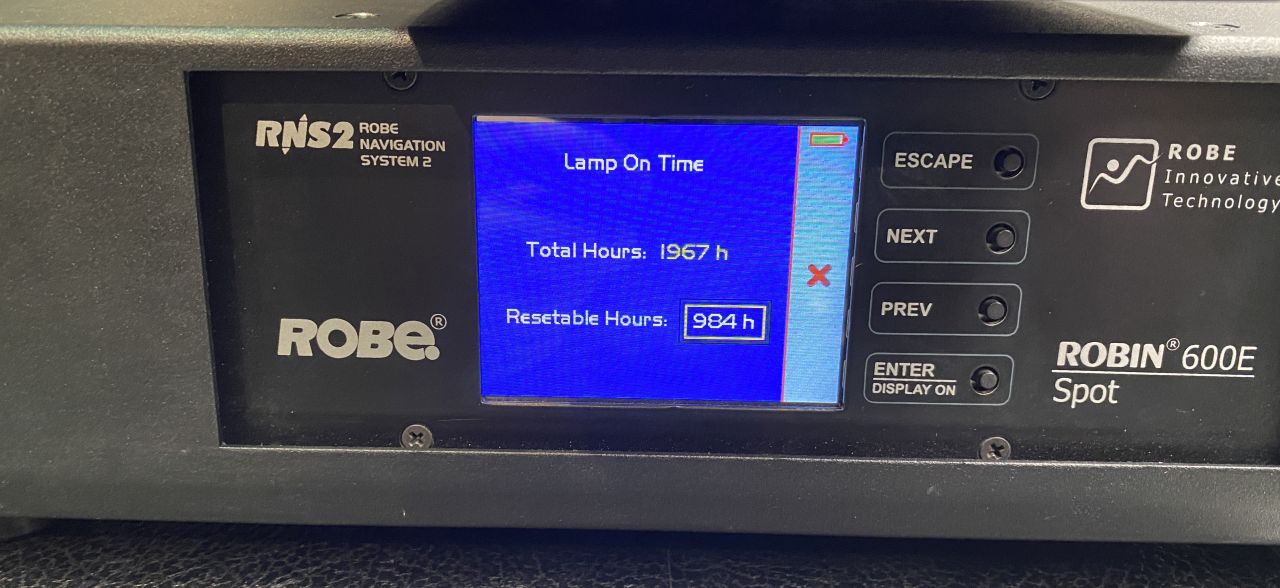 RNS2 ROBE
NAVIGATION
SYSTEM 2
ROBE®
Lamp On Time
Total Hours: 1967 h
Resetable Hours: 984 h
ESCAPE
NEXT
PREV
ENTER
DISPLAY ON
ROBE
Innovative
Technology
ROBIN® 600E
Spot